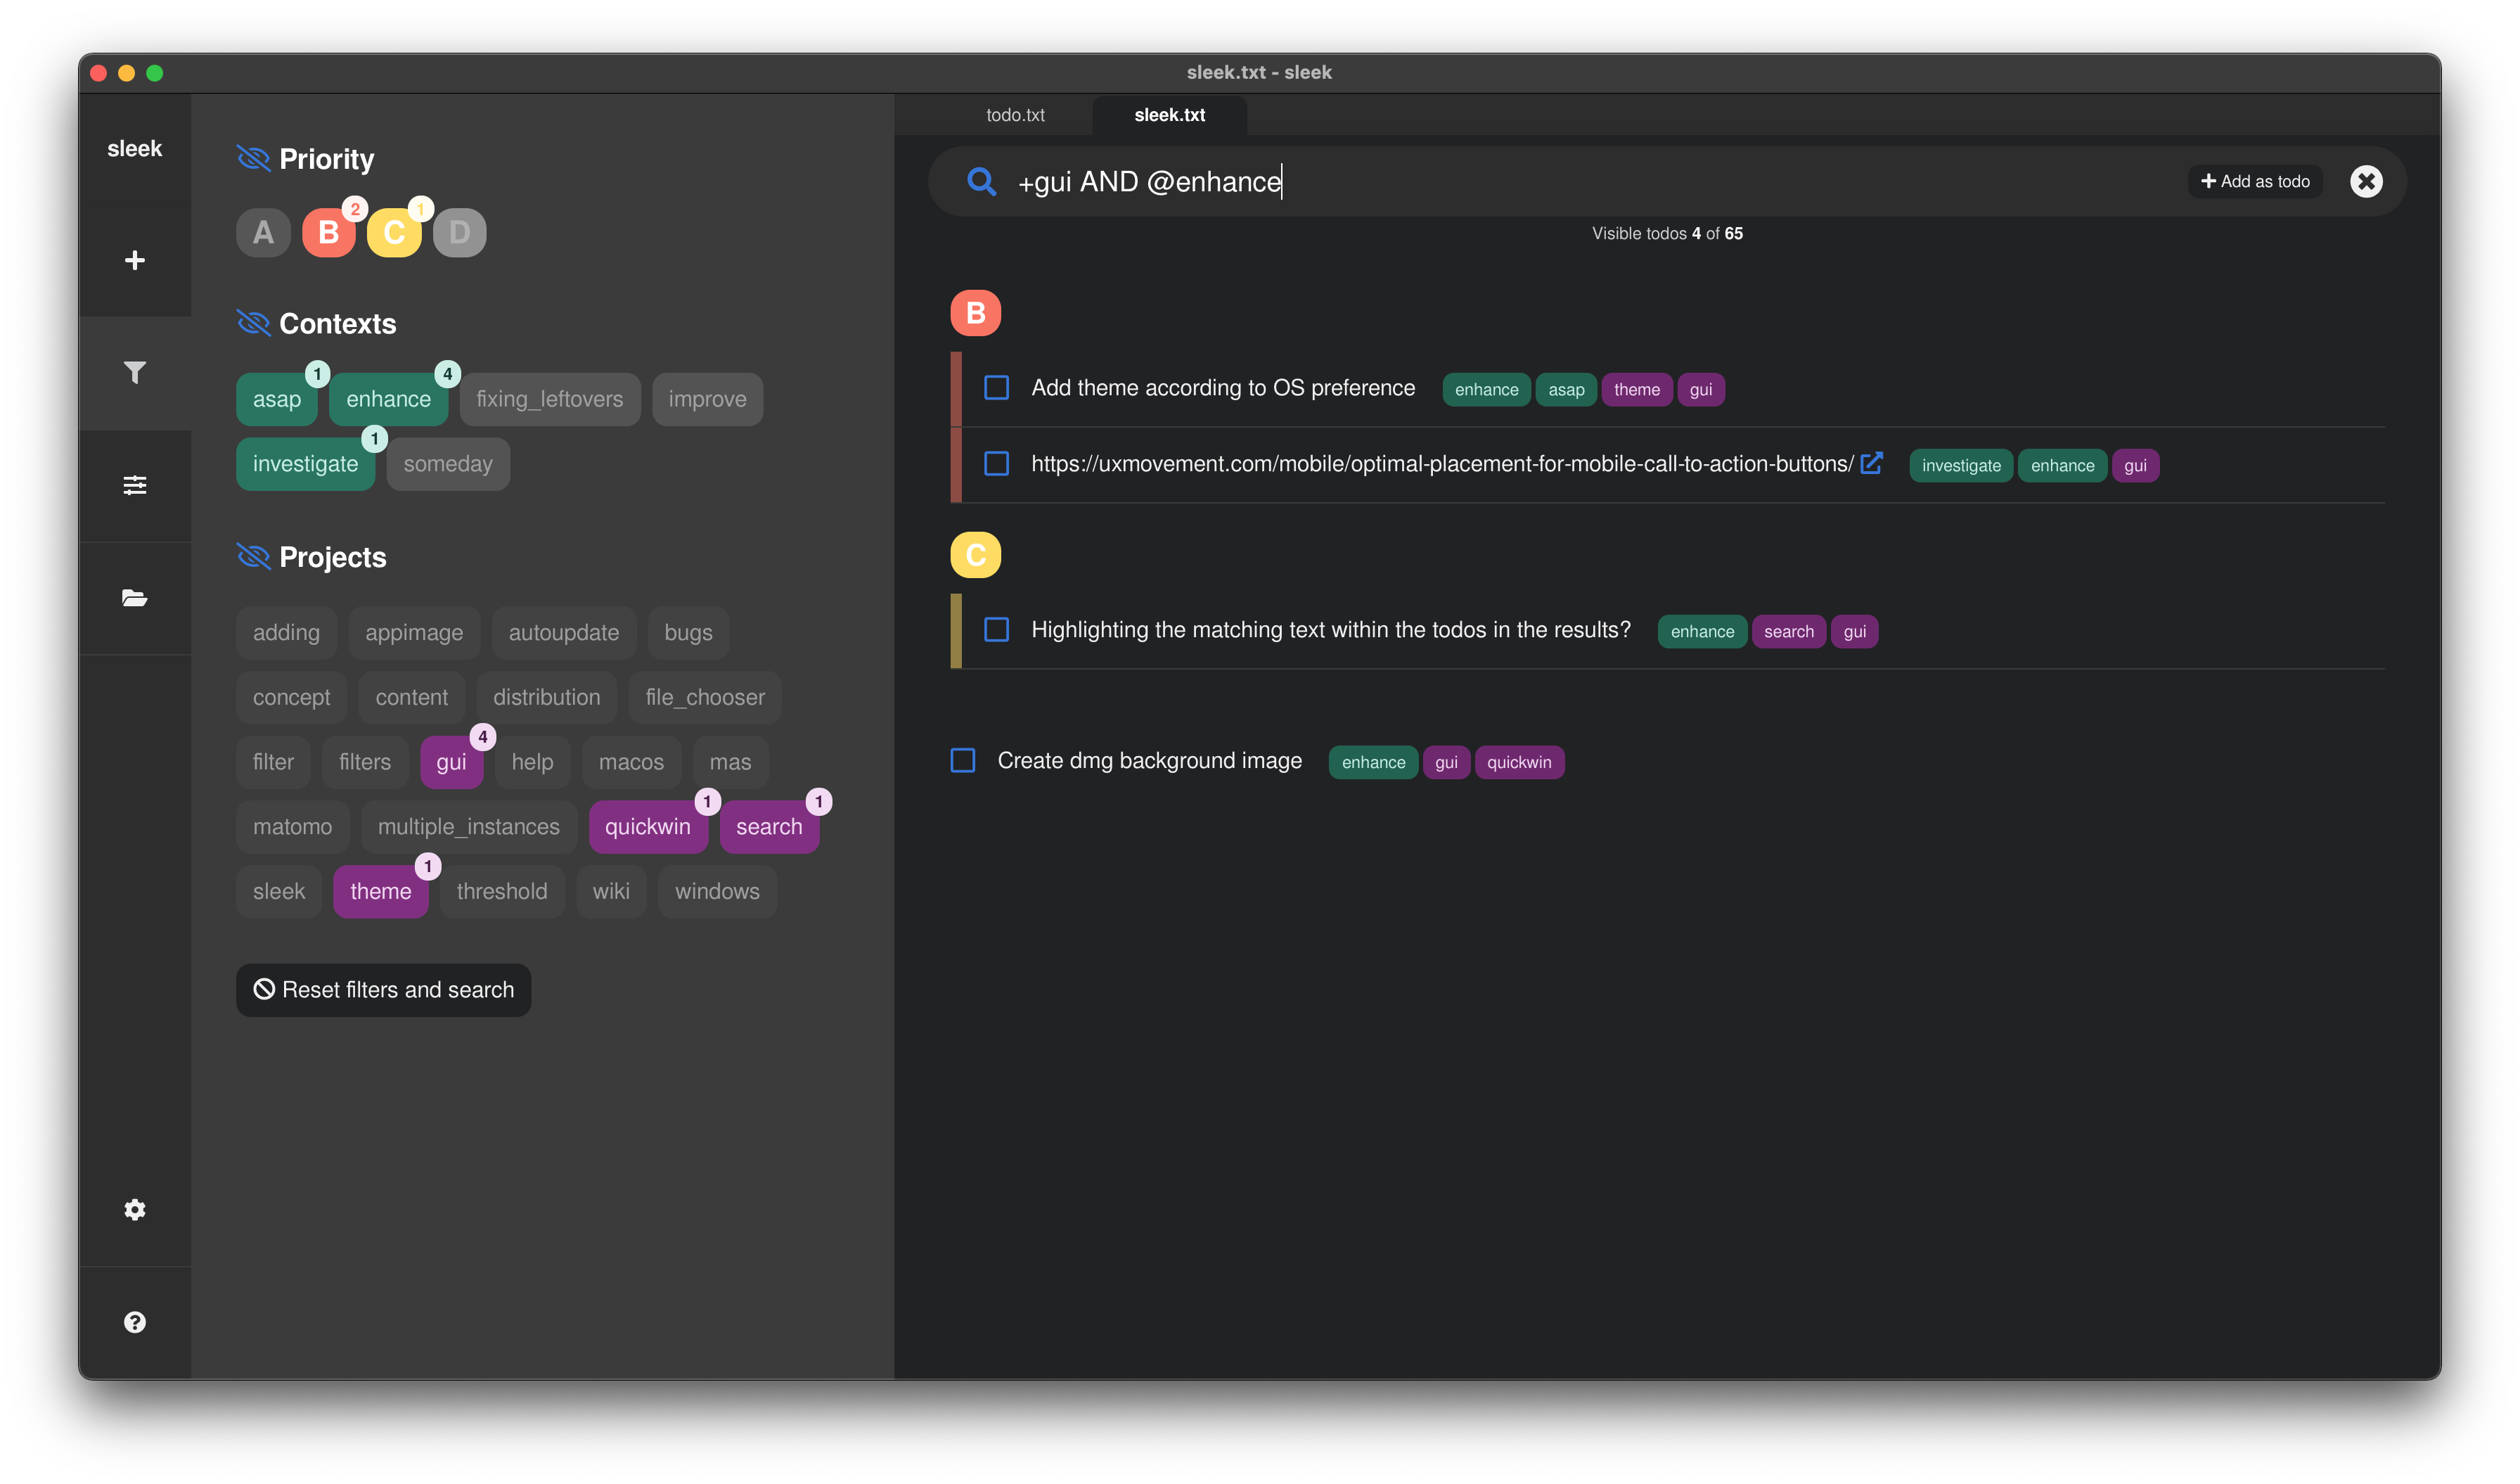 sleek.txt - sleek
sleek
Priority
A B 2 C 1 D
Contexts
asap 1 enhance 4 fixing_leftovers improve
investigate 1 someday
Projects
adding appimage autoupdate bugs
concept content distribution file_chooser
filter filters gui 4 help macos mas
matomo multiple_instances quickwin 1 search 1
sleek theme 1 threshold wiki windows
Reset filters and search
todo.txt sleek.txt
+gui AND @enhance
Add as todo
Visible todos 4 of 65
B
Add theme according to OS preference enhance asap theme gui
https://uxmovement.com/mobile/optimal-placement-for-mobile-call-to-action-buttons/ investigate enhance gui
C
Highlighting the matching text within the todos in the results? enhance search gui
Create dmg background image enhance gui quickwin